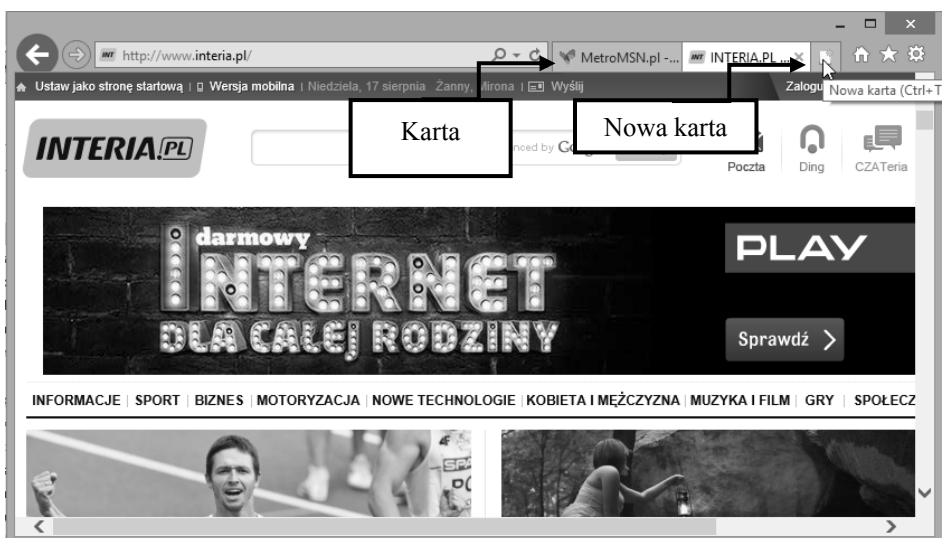 http://www.interia.pl/
MetroMSN.pl -...
INTERIA.PL ...
Ustaw jako stronę startową | Wersja mobilna | Niedziela, 17 sierpnia Żanny, Mirona | Wyślij
Nowa karta (Ctrl+T
Karta
Nowa karta
INTERIA.PL
Poczta
Ding
CZATeria
darmowy
INTERNET
DLA CAŁEJ RODZINY
PLAY
Sprawdź
INFORMACJE | SPORT | BIZNES | MOTORYZACJA | NOWE TECHNOLOGIE | KOBIETA I MĘŻCZYZNA | MUZYKA I FILM | GRY | SPOŁECZ